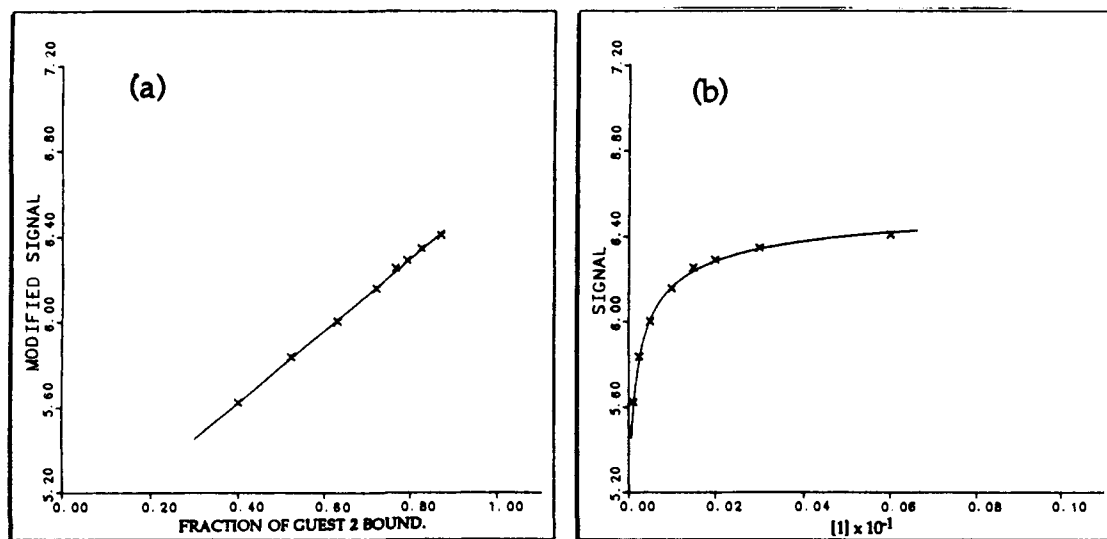 (a)
MODIFIED SIGNAL
7.20
6.80
6.40
6.00
5.60
5.20
0.00 0.20 0.40 0.60 0.80 1.00
FRACTION OF GUEST 2 BOUND.
(b)
SIGNAL
7.20
6.80
6.40
6.00
5.60
5.20
0.00 0.02 0.04 0.06 0.08 0.10
[1] x 10⁻¹